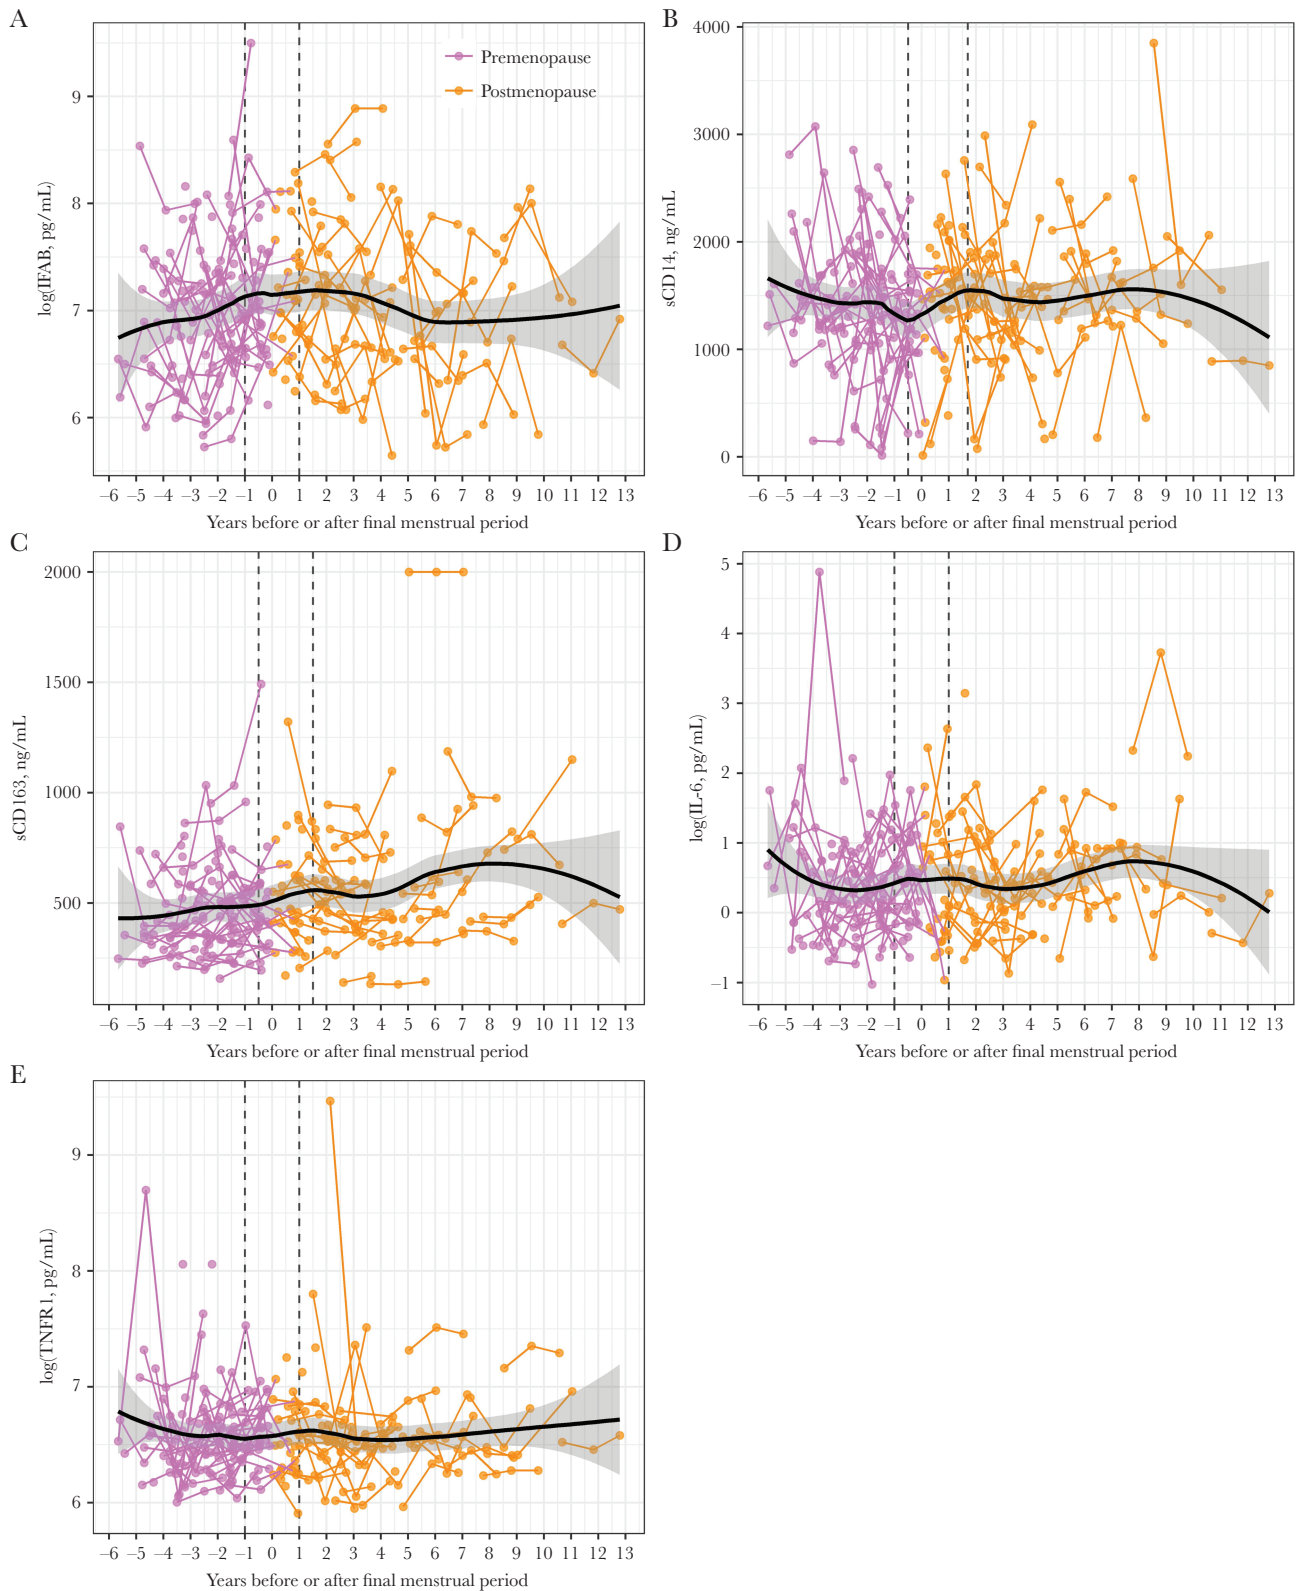 A
log(IFAB, pg/mL)
9
8
7
6
Premenopause
Postmenopause
–6 –5 –4 –3 –2 –1 0 1 2 3 4 5 6 7 8 9 10 11 12 13
Years before or after final menstrual period
B
sCD14, ng/mL
4000
3000
2000
1000
0
–6 –5 –4 –3 –2 –1 0 1 2 3 4 5 6 7 8 9 10 11 12 13
Years before or after final menstrual period
C
sCD163, ng/mL
2000
1500
1000
500
–6 –5 –4 –3 –2 –1 0 1 2 3 4 5 6 7 8 9 10 11 12 13
Years before or after final menstrual period
D
log(IL-6, pg/mL)
5
4
3
2
1
0
–1
–6 –5 –4 –3 –2 –1 0 1 2 3 4 5 6 7 8 9 10 11 12 13
Years before or after final menstrual period
E
log(TNFR1, pg/mL)
9
8
7
6
–6 –5 –4 –3 –2 –1 0 1 2 3 4 5 6 7 8 9 10 11 12 13
Years before or after final menstrual period